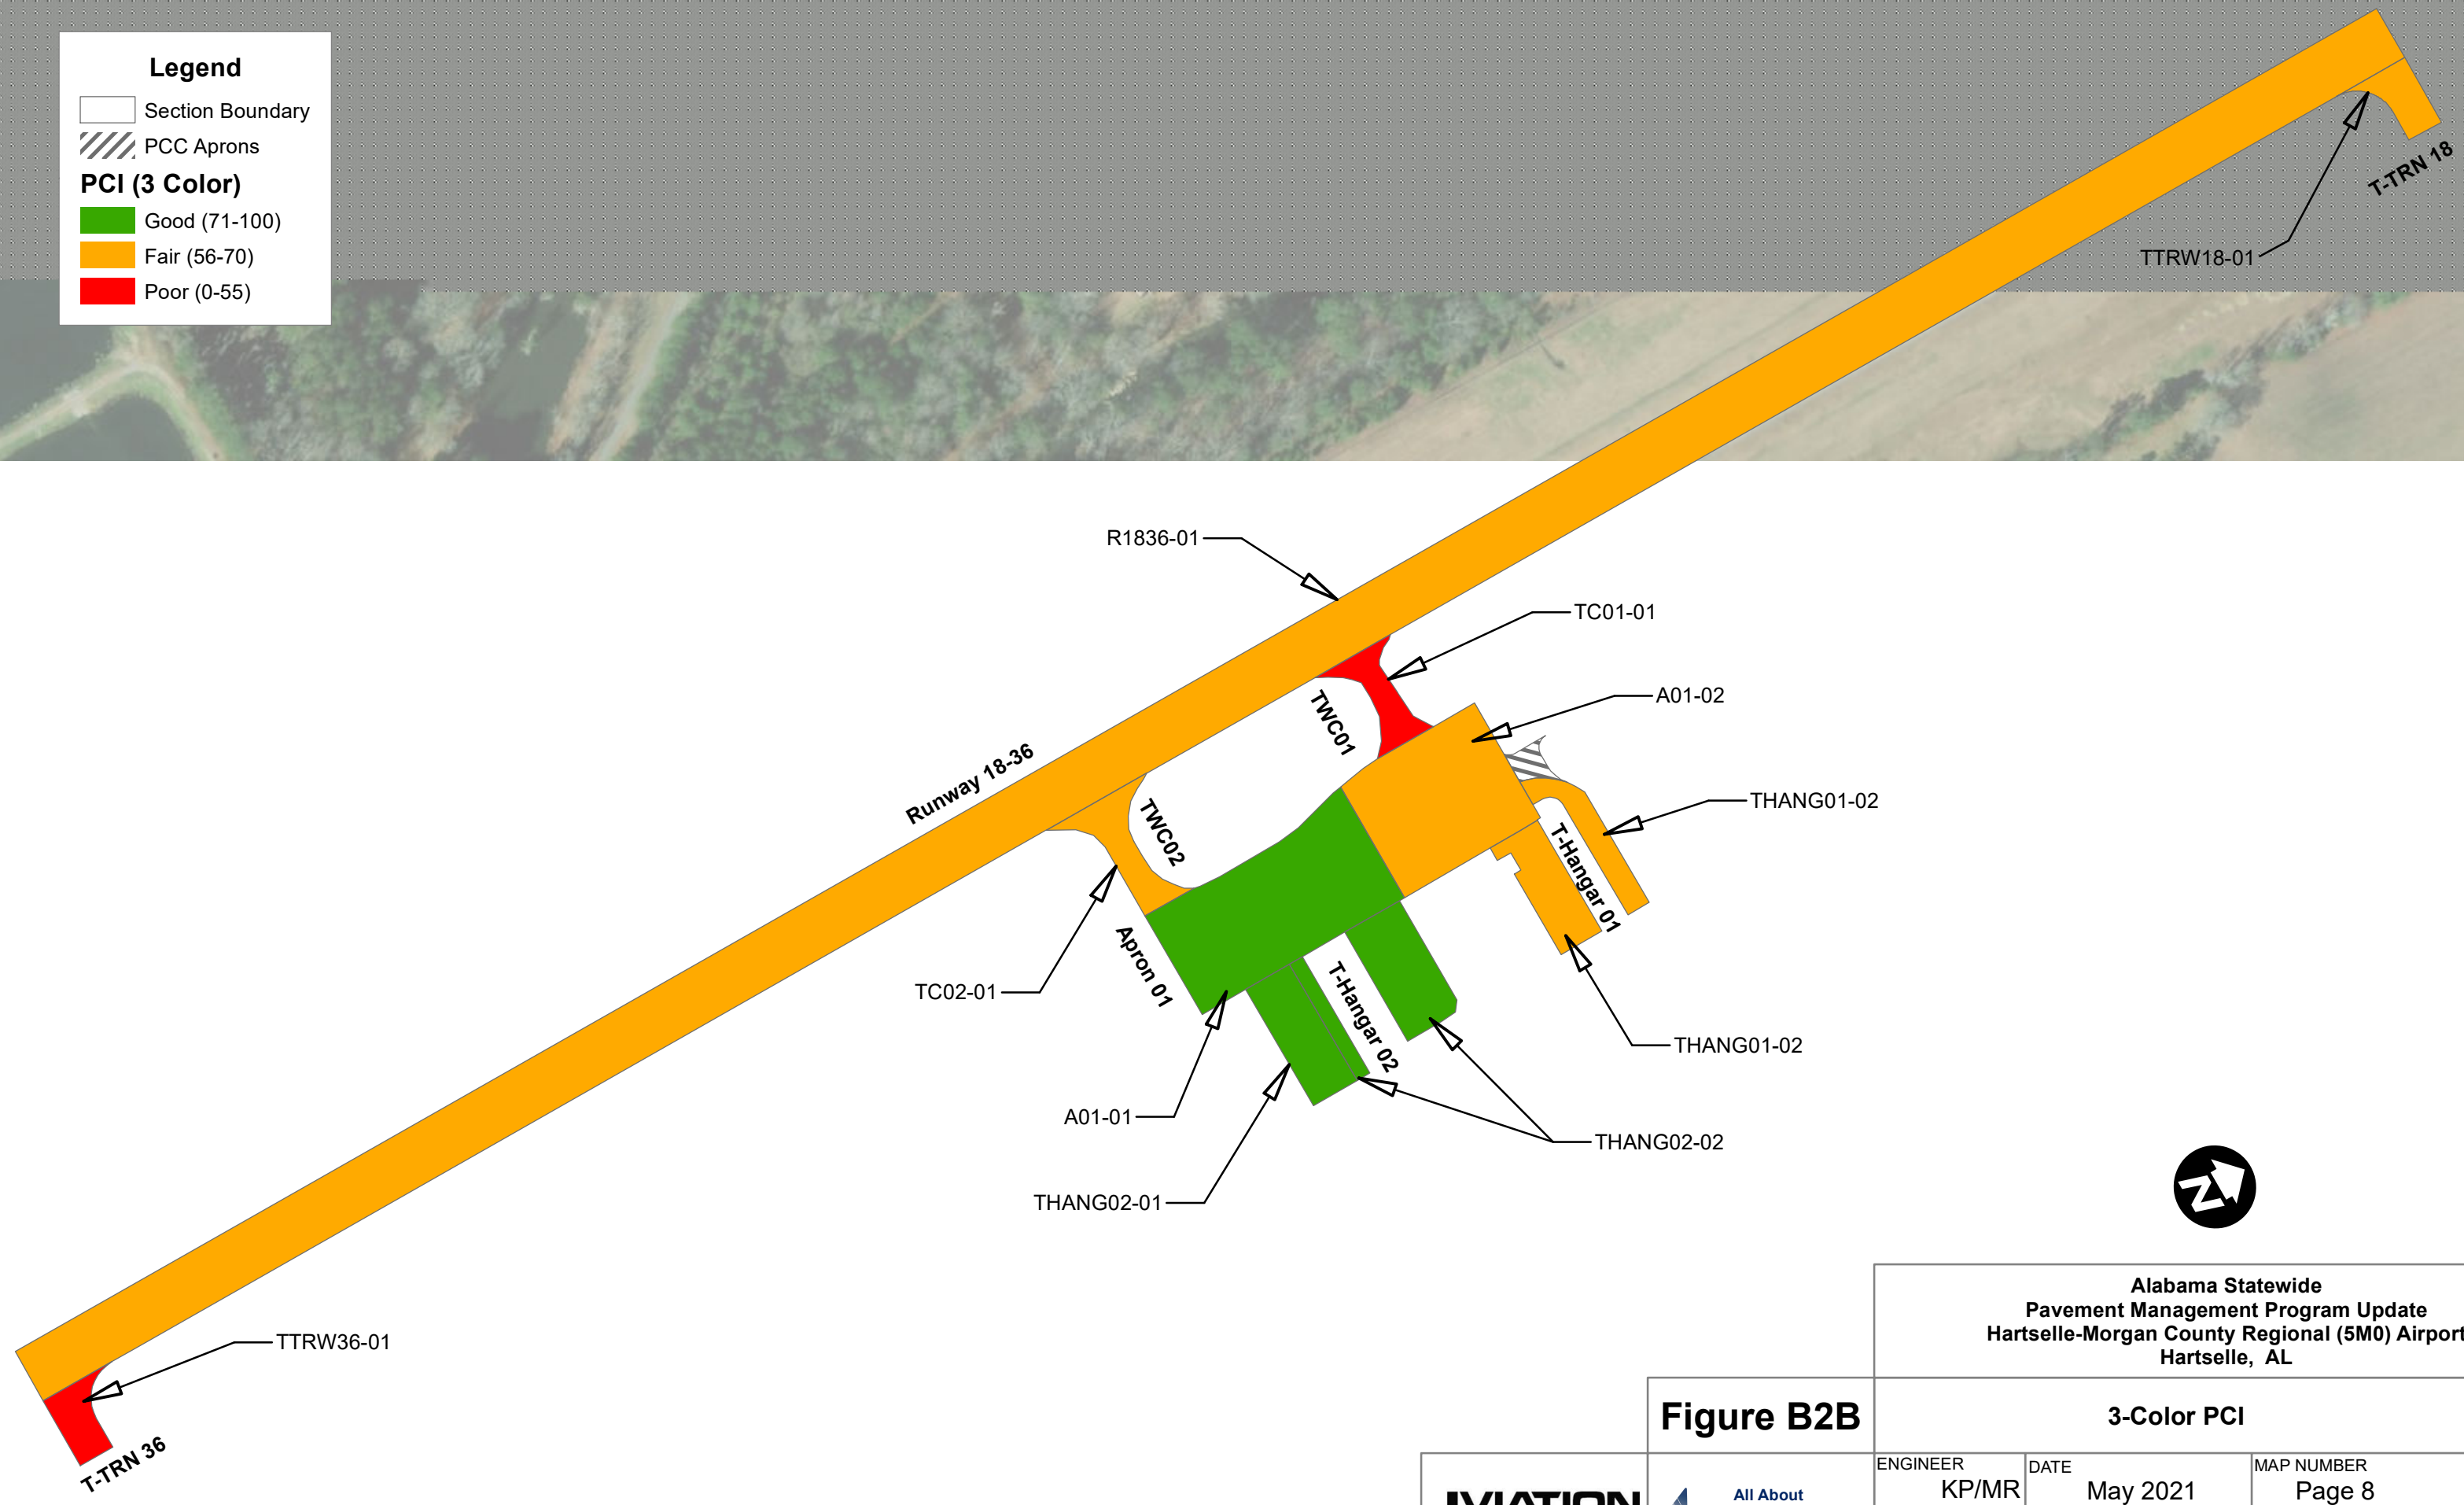 Legend
Section Boundary
PCC Aprons
PCI (3 Color)
Good (71-100)
Fair (56-70)
Poor (0-55)
T-TRN 18
TTRW18-01
R1836-01
TC01-01
A01-02
TWC01
Runway 18-36
THANG01-02
TWC02
T-Hangar 01
Apron 01
TC02-01
T-Hangar 02
THANG01-02
A01-01
THANG02-02
THANG02-01
N
TTRW36-01
T-TRN 36
Alabama Statewide
Pavement Management Program Update
Hartselle-Morgan County Regional (5M0) Airport
Hartselle, AL
Figure B2B
3-Color PCI
ENGINEER
KP/MR
DATE
May 2021
MAP NUMBER
Page 8
All About